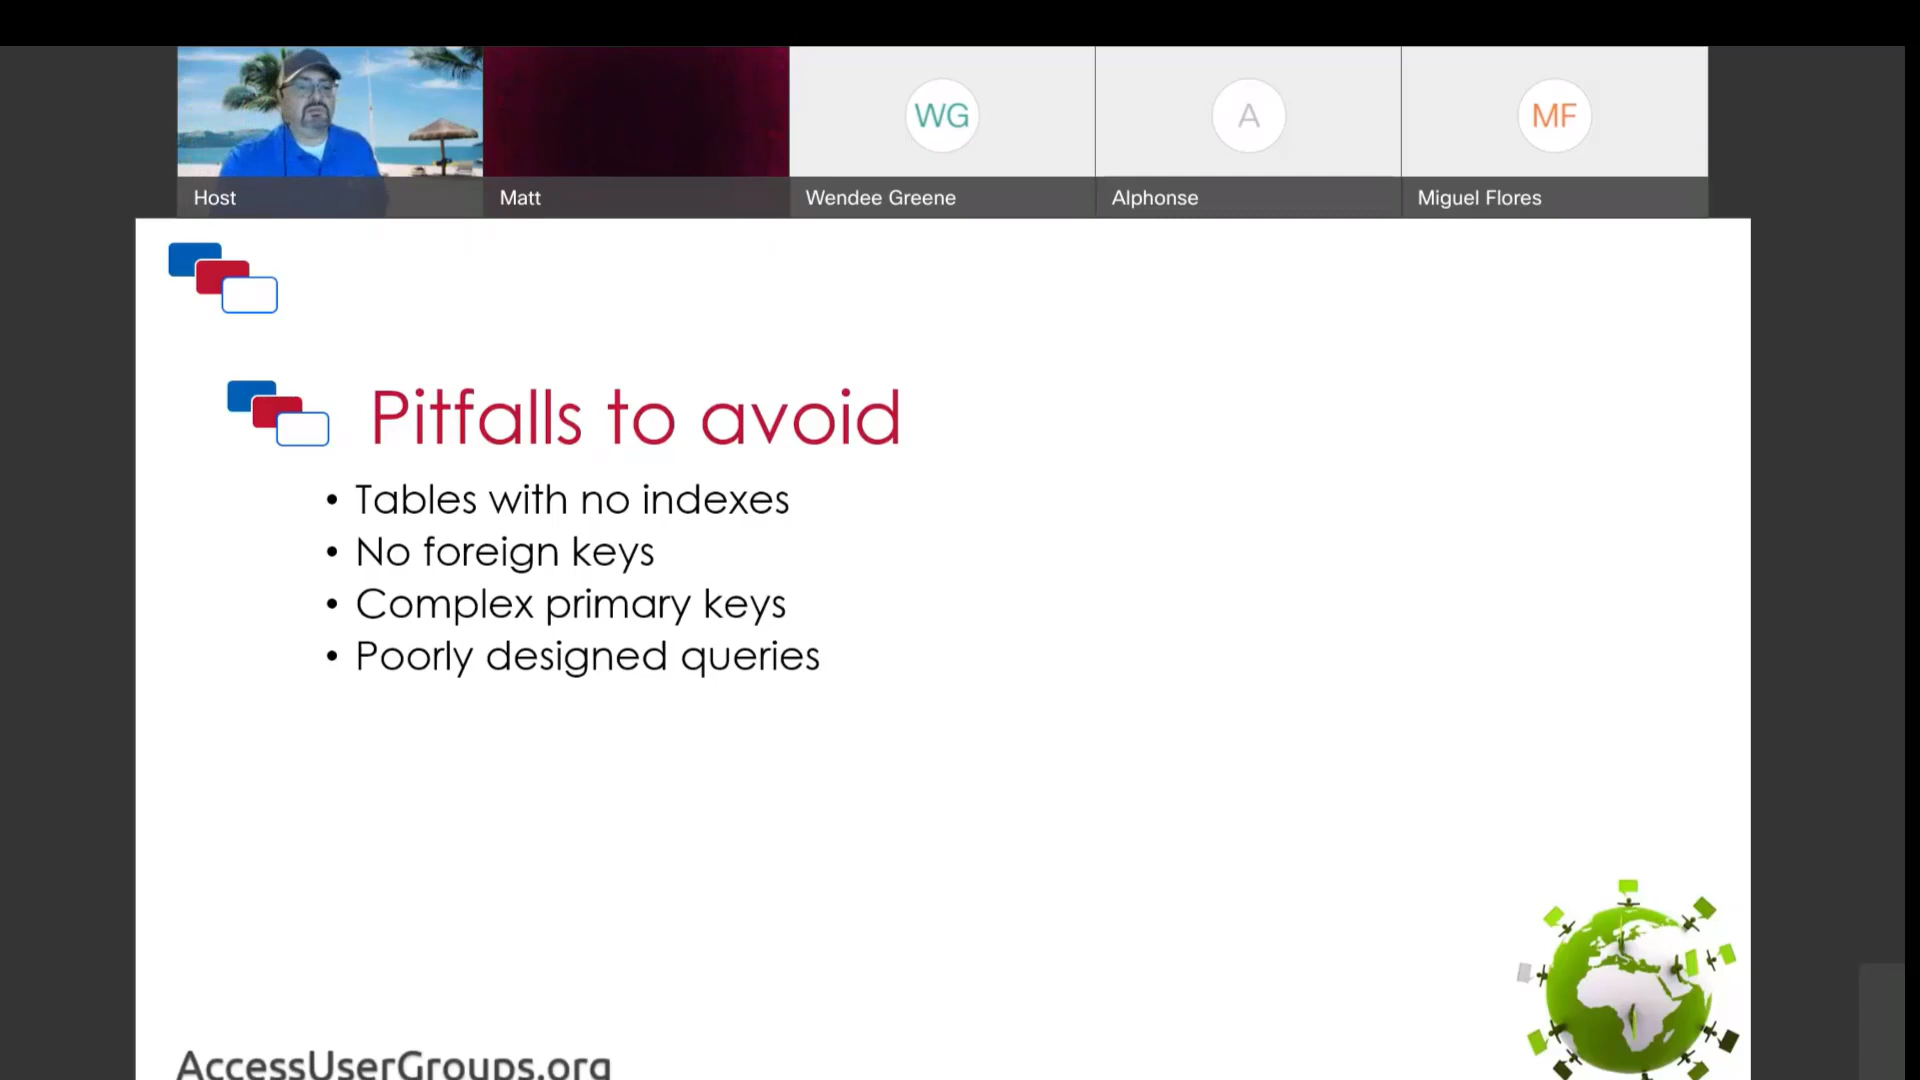 WG
A
MF
Host
Matt
Wendee Greene
Alphonse
Miguel Flores
Pitfalls to avoid
• Tables with no indexes
• No foreign keys
• Complex primary keys
• Poorly designed queries
AccessUserGroups.org